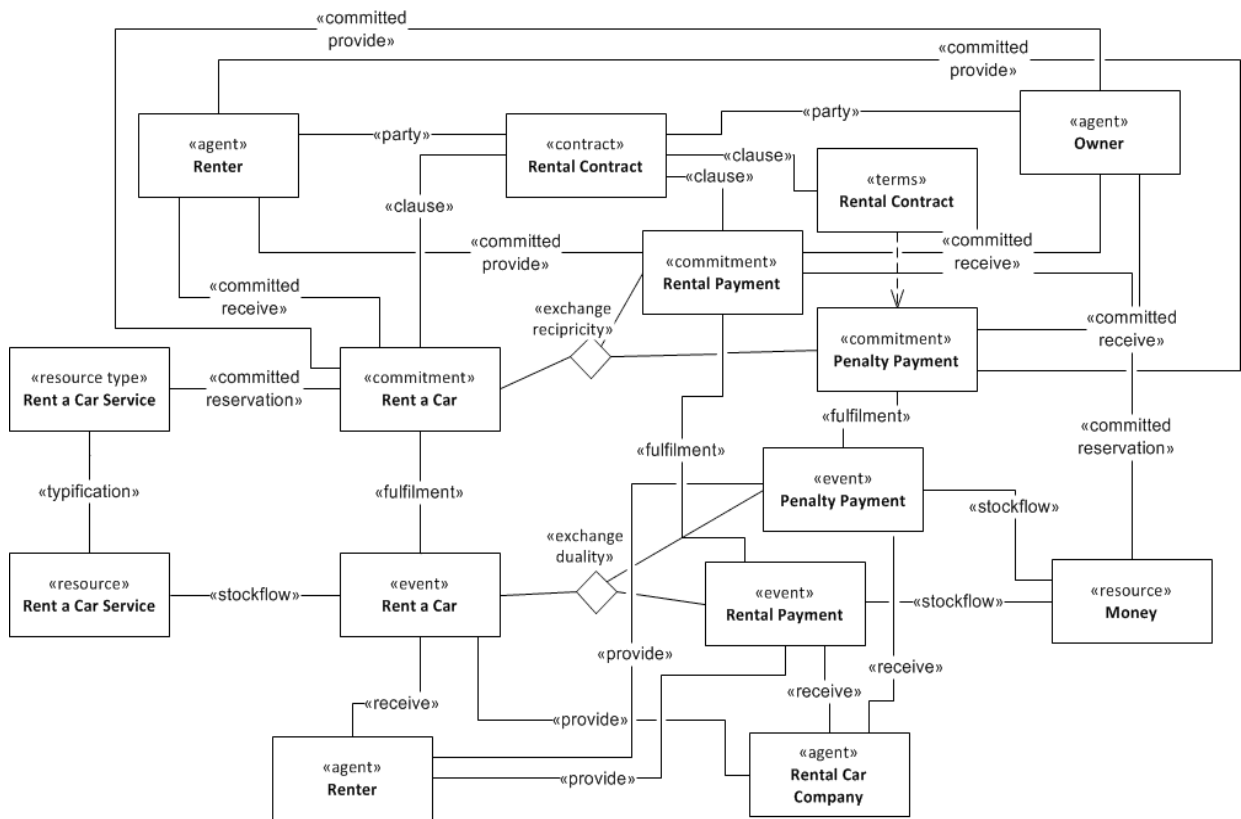 «committed
provide»
«committed
provide»
«agent»
Renter
«party»
«contract»
Rental Contract
«party»
«agent»
Owner
«clause»
«clause»
«terms»
Rental Contract
«clause»
«committed
provide»
«commitment»
Rental Payment
«committed
receive»
«committed
receive»
«exchange
recipricity»
«commitment»
Penalty Payment
«committed
receive»
«resource type»
Rent a Car Service
«committed
reservation»
«commitment»
Rent a Car
«fulfilment»
«committed
reservation»
«fulfilment»
«typification»
«fulfilment»
«event»
Penalty Payment
«stockflow»
«exchange
duality»
«resource»
Rent a Car Service
«stockflow»
«event»
Rent a Car
«event»
Rental Payment
«stockflow»
«resource»
Money
«provide»
«receive»
«receive»
«receive»
«provide»
«agent»
Renter
«provide»
«agent»
Rental Car
Company